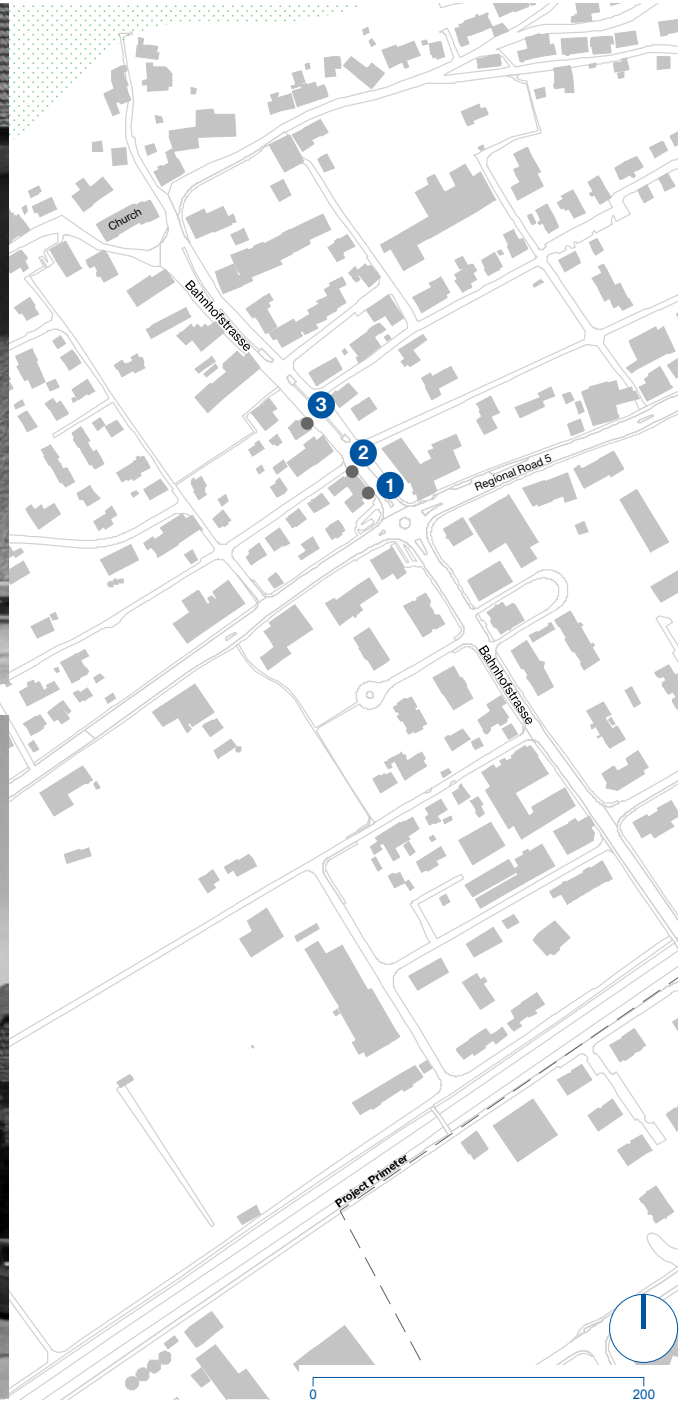 Church
Bahnhofstrasse
3
2
1
Regional Road 5
Bahnhofstrasse
Project Primeter
0
200